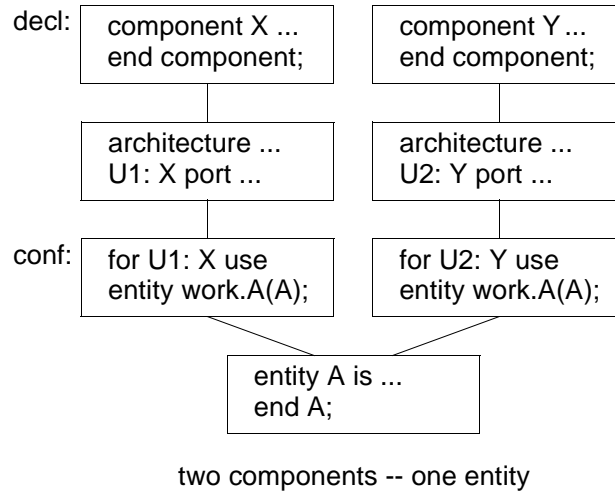 decl:
component X ...
end component;
component Y ...
end component;
architecture ...
U1: X port ...
architecture ...
U2: Y port ...
conf:
for U1: X use
entity work.A(A);
for U2: Y use
entity work.A(A);
entity A is ...
end A;
two components -- one entity